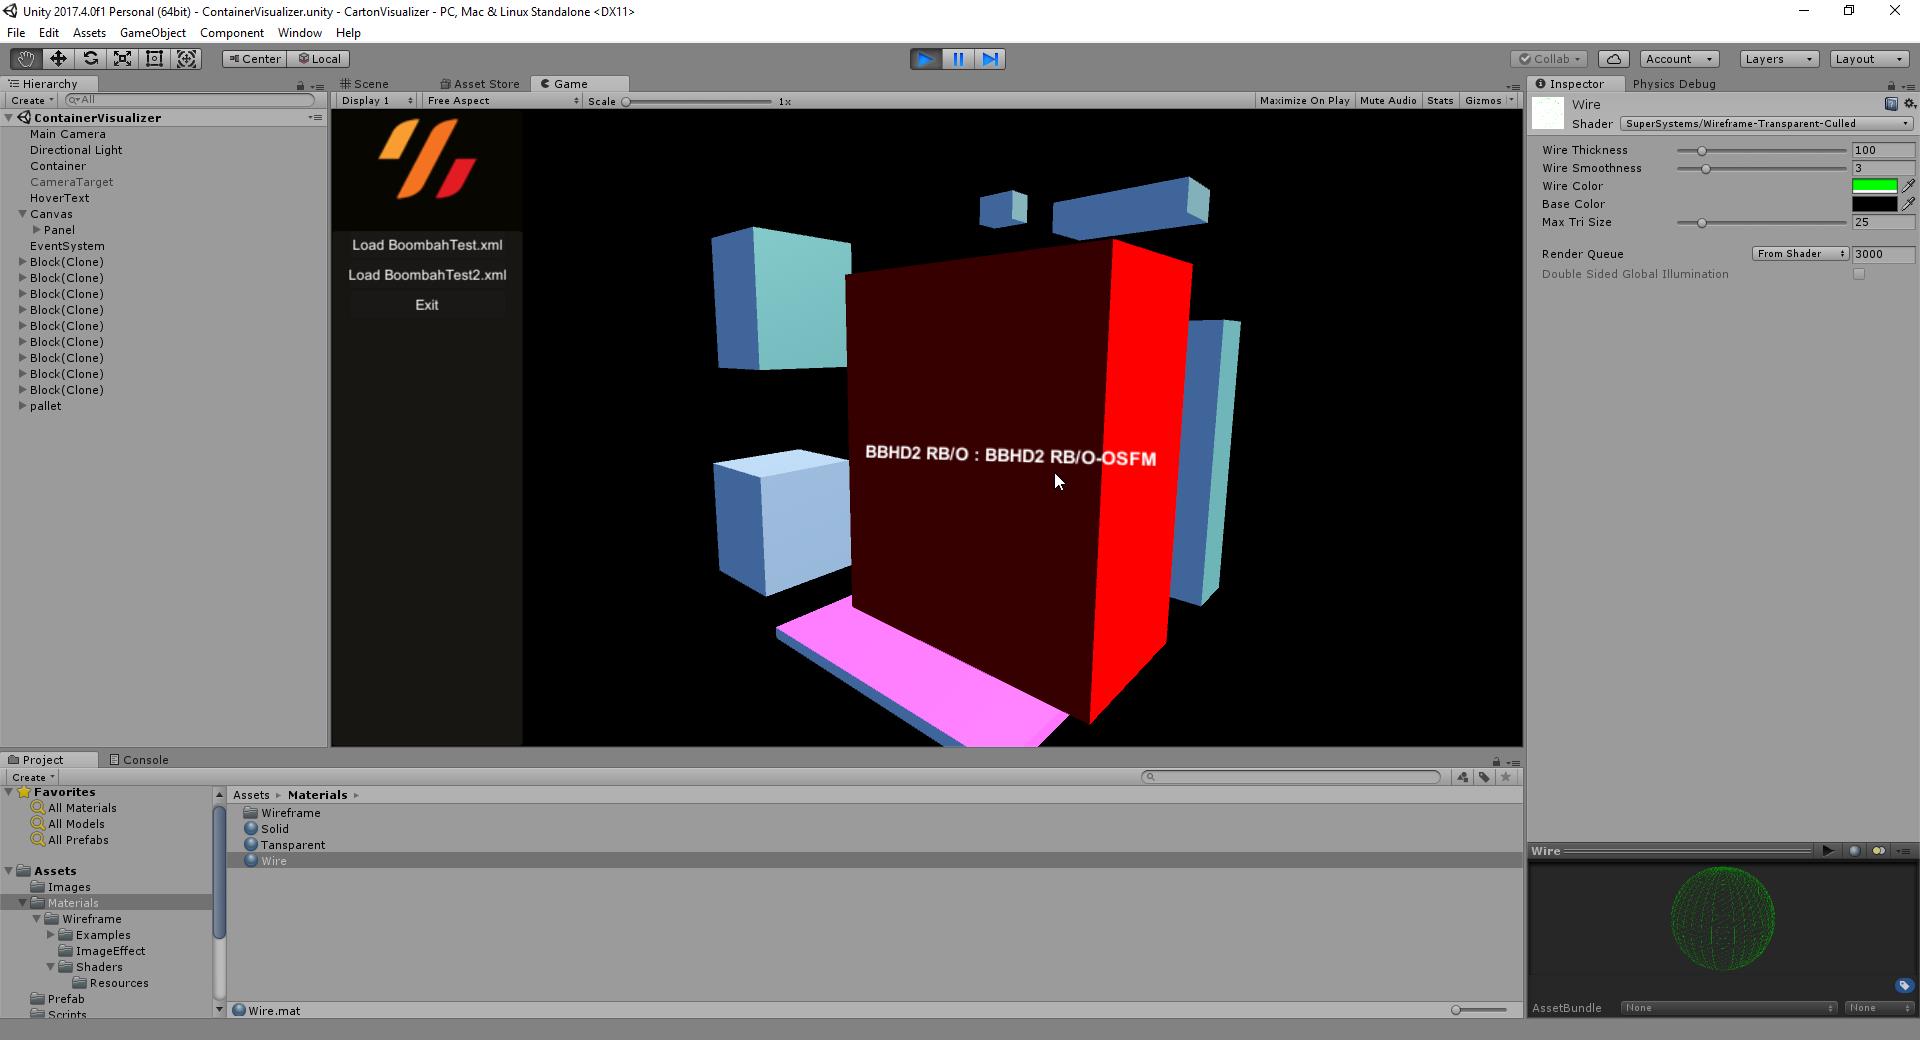 Unity 2017.4.0f1 Personal (64bit) - ContainerVisualizer.unity - CartonVisualizer - PC, Mac & Linux Standalone <DX11>
File Edit Assets GameObject Component Window Help
Center Local
Collab Account Layers Layout
Hierarchy
Create All
ContainerVisualizer
Main Camera
Directional Light
Container
CameraTarget
HoverText
Canvas
Panel
EventSystem
Block(Clone)
Block(Clone)
Block(Clone)
Block(Clone)
Block(Clone)
Block(Clone)
Block(Clone)
Block(Clone)
Block(Clone)
pallet
Scene Asset Store Game
Display 1 Free Aspect Scale 1x Maximize On Play Mute Audio Stats Gizmos
Load BoombahTest.xml
Load BoombahTest2.xml
Exit
BBHD2 RB/O : BBHD2 RB/O-OSFM
Inspector Physics Debug
Wire
Shader SuperSystems/Wireframe-Transparent-Culled
Wire Thickness 100
Wire Smoothness 3
Wire Color
Base Color
Max Tri Size 25
Render Queue From Shader 3000
Double Sided Global Illumination
Project Console
Create
Favorites
All Materials
All Models
All Prefabs
Assets
Images
Materials
Wireframe
Examples
ImageEffect
Shaders
Resources
Prefab
Scripts
Assets Materials
Wireframe
Solid
Tansparent
Wire
Wire.mat
Wire
AssetBundle None None